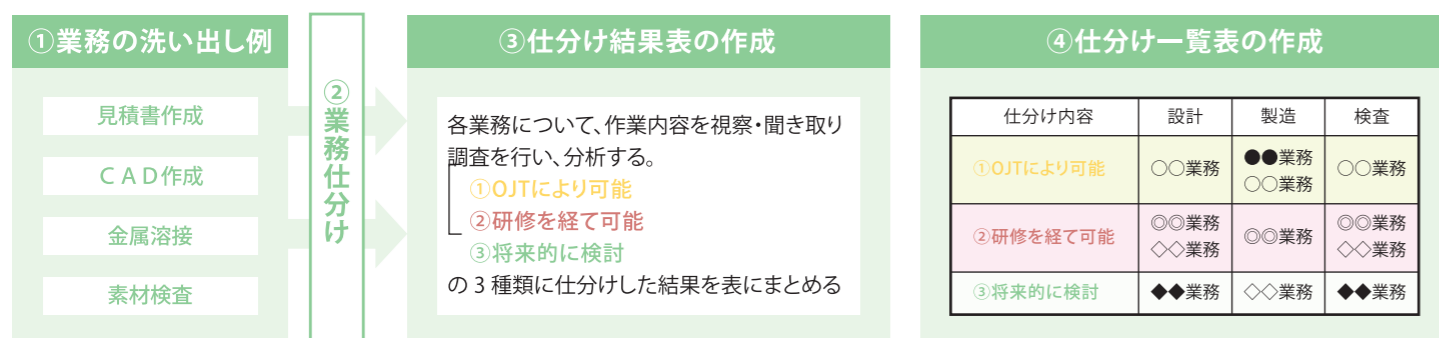 ①業務の洗い出し例
見積書作成
CAD作成
金属溶接
素材検査
②業務仕分け
③仕分け結果表の作成
各業務について、作業内容を視察・聞き取り
調査を行い、分析する。
①OJTにより可能
②研修を経て可能
③将来的に検討
の3種類に仕分けした結果を表にまとめる
④仕分け一覧表の作成
仕分け内容 設計 製造 検査
①OJTにより可能 ○○業務 ●●業務 ○○業務
○○業務
②研修を経て可能 ◎◎業務 ◎◎業務 ◎◎業務
◇◇業務 ◇◇業務
③将来的に検討 ◆◆業務 ◇◇業務 ◆◆業務